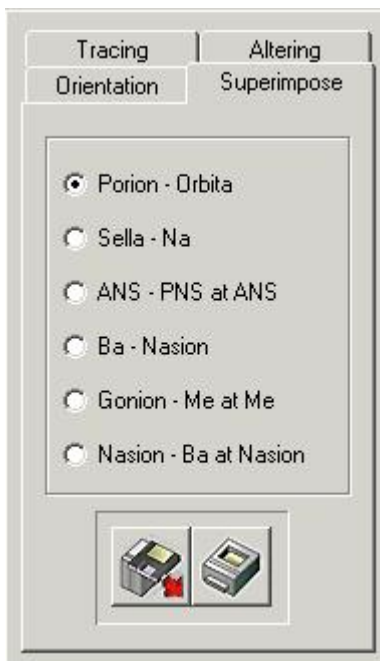 Tracing Altering
Orientation Superimpose
Porion - Orbita
Sella - Na
ANS - PNS at ANS
Ba - Nasion
Gonion - Me at Me
Nasion - Ba at Nasion